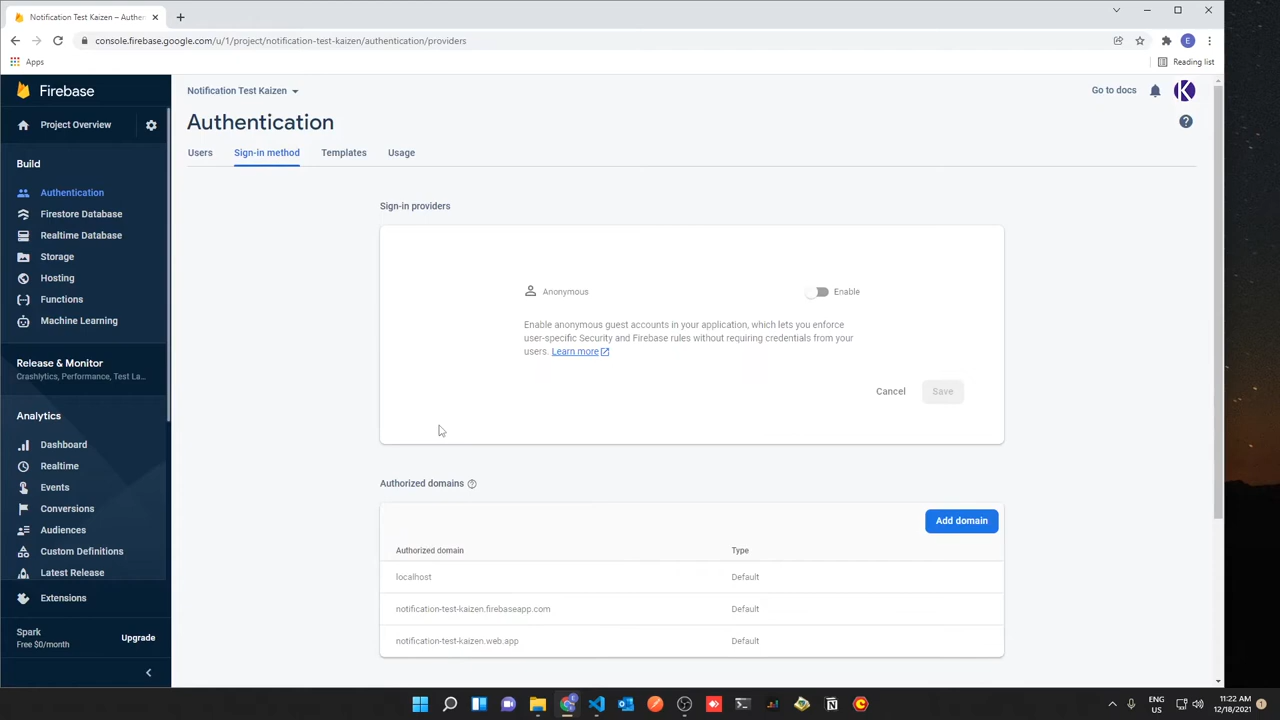 Notification Test Kaizen – Authe
console.firebase.google.com/u/1/project/notification-test-kaizen/authentication/providers
E
Apps
Reading list
Firebase
Project Overview
Build
Authentication
Firestore Database
Realtime Database
Storage
Hosting
Functions
Machine Learning
Release & Monitor
Crashlytics, Performance, Test La...
Analytics
Dashboard
Realtime
Events
Conversions
Audiences
Custom Definitions
Latest Release
Extensions
Spark
Free $0/month
Upgrade
Notification Test Kaizen
Go to docs
K
Authentication
Users
Sign-in method
Templates
Usage
Sign-in providers
Anonymous
Enable
Enable anonymous guest accounts in your application, which lets you enforce
user-specific Security and Firebase rules without requiring credentials from your
users. Learn more
Cancel
Save
Authorized domains
Add domain
Authorized domain
Type
localhost
Default
notification-test-kaizen.firebaseapp.com
Default
notification-test-kaizen.web.app
Default
ENG
US
11:22 AM
12/18/2021